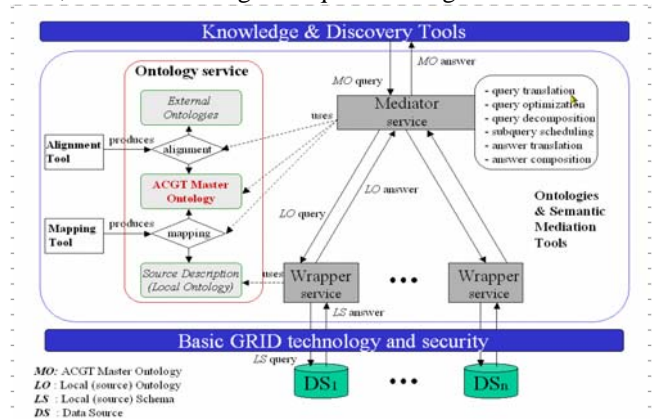 Knowledge & Discovery Tools
MO query
MO answer
Ontology service
External
Ontologies
Mediator
service
- query translation
- query optimization
- query decomposition
- subquery scheduling
- answer translation
- answer composition
uses
produces
Alignment
Tool
alignment
ACGT Master
Ontology
LO query
LO answer
Ontologies
& Semantic
Mediation
Tools
produces
Mapping
Tool
mapping
Source Description
(Local Ontology)
uses
Wrapper
service
Wrapper
service
LS answer
Basic GRID technology and security
LS query
DS1
DSn
MO: ACGT Master Ontology
LO : Local (source) Ontology
LS : Local (source) Schema
DS : Data Source